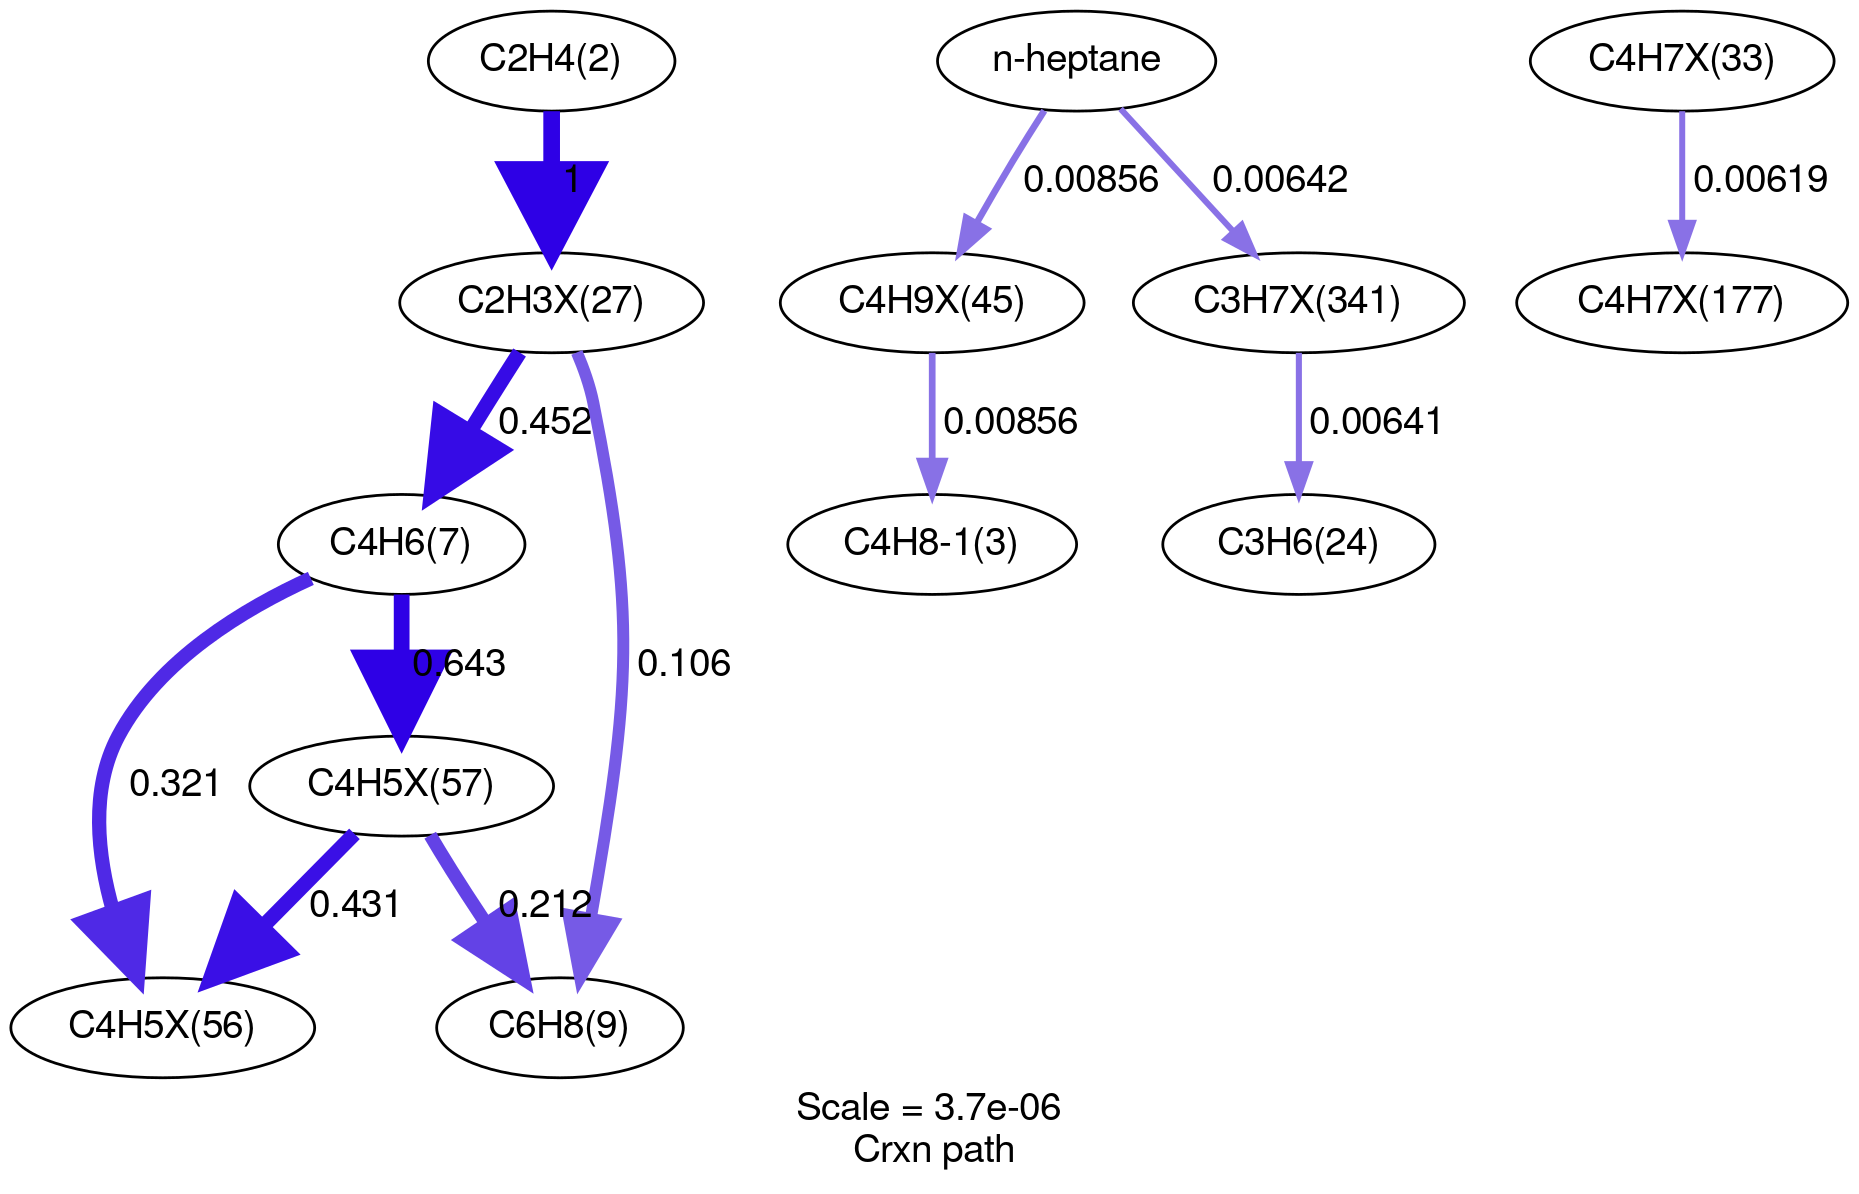 C2H4(2)
n-heptane
C4H7X(33)
1
0.00856
0.00642
0.00619
C2H3X(27)
C4H9X(45)
C3H7X(341)
C4H7X(177)
0.452
0.00856
0.00641
C4H6(7)
C4H8-1(3)
C3H6(24)
0.643
0.106
0.321
C4H5X(57)
0.431
0.212
C4H5X(56)
C6H8(9)
Scale = 3.7e-06
Crxn path